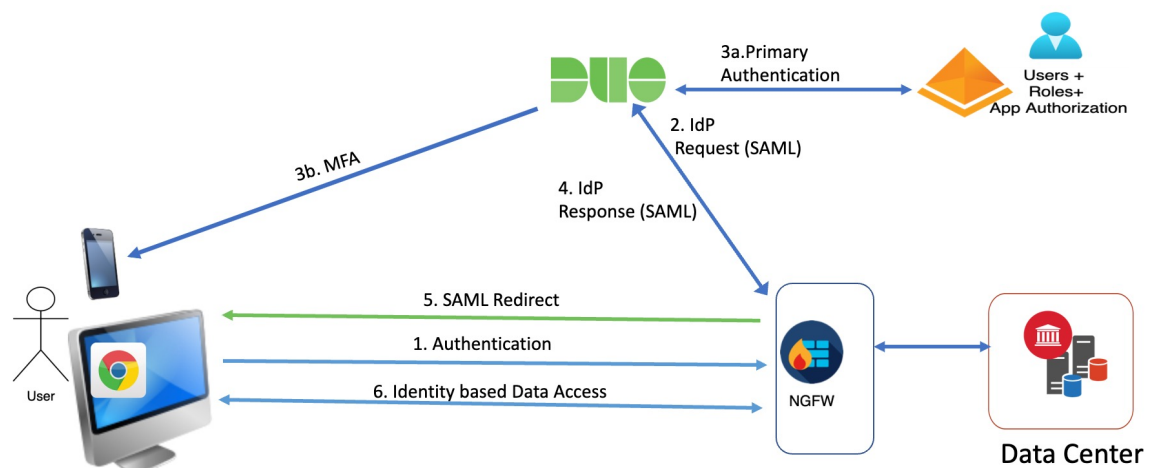 DUO
3a.Primary
Authentication
Users +
Roles+
App Authorization
2. IdP
Request (SAML)
3b. MFA
4. IdP
Response (SAML)
5. SAML Redirect
1. Authentication
6. Identity based Data Access
User
NGFW
Data Center